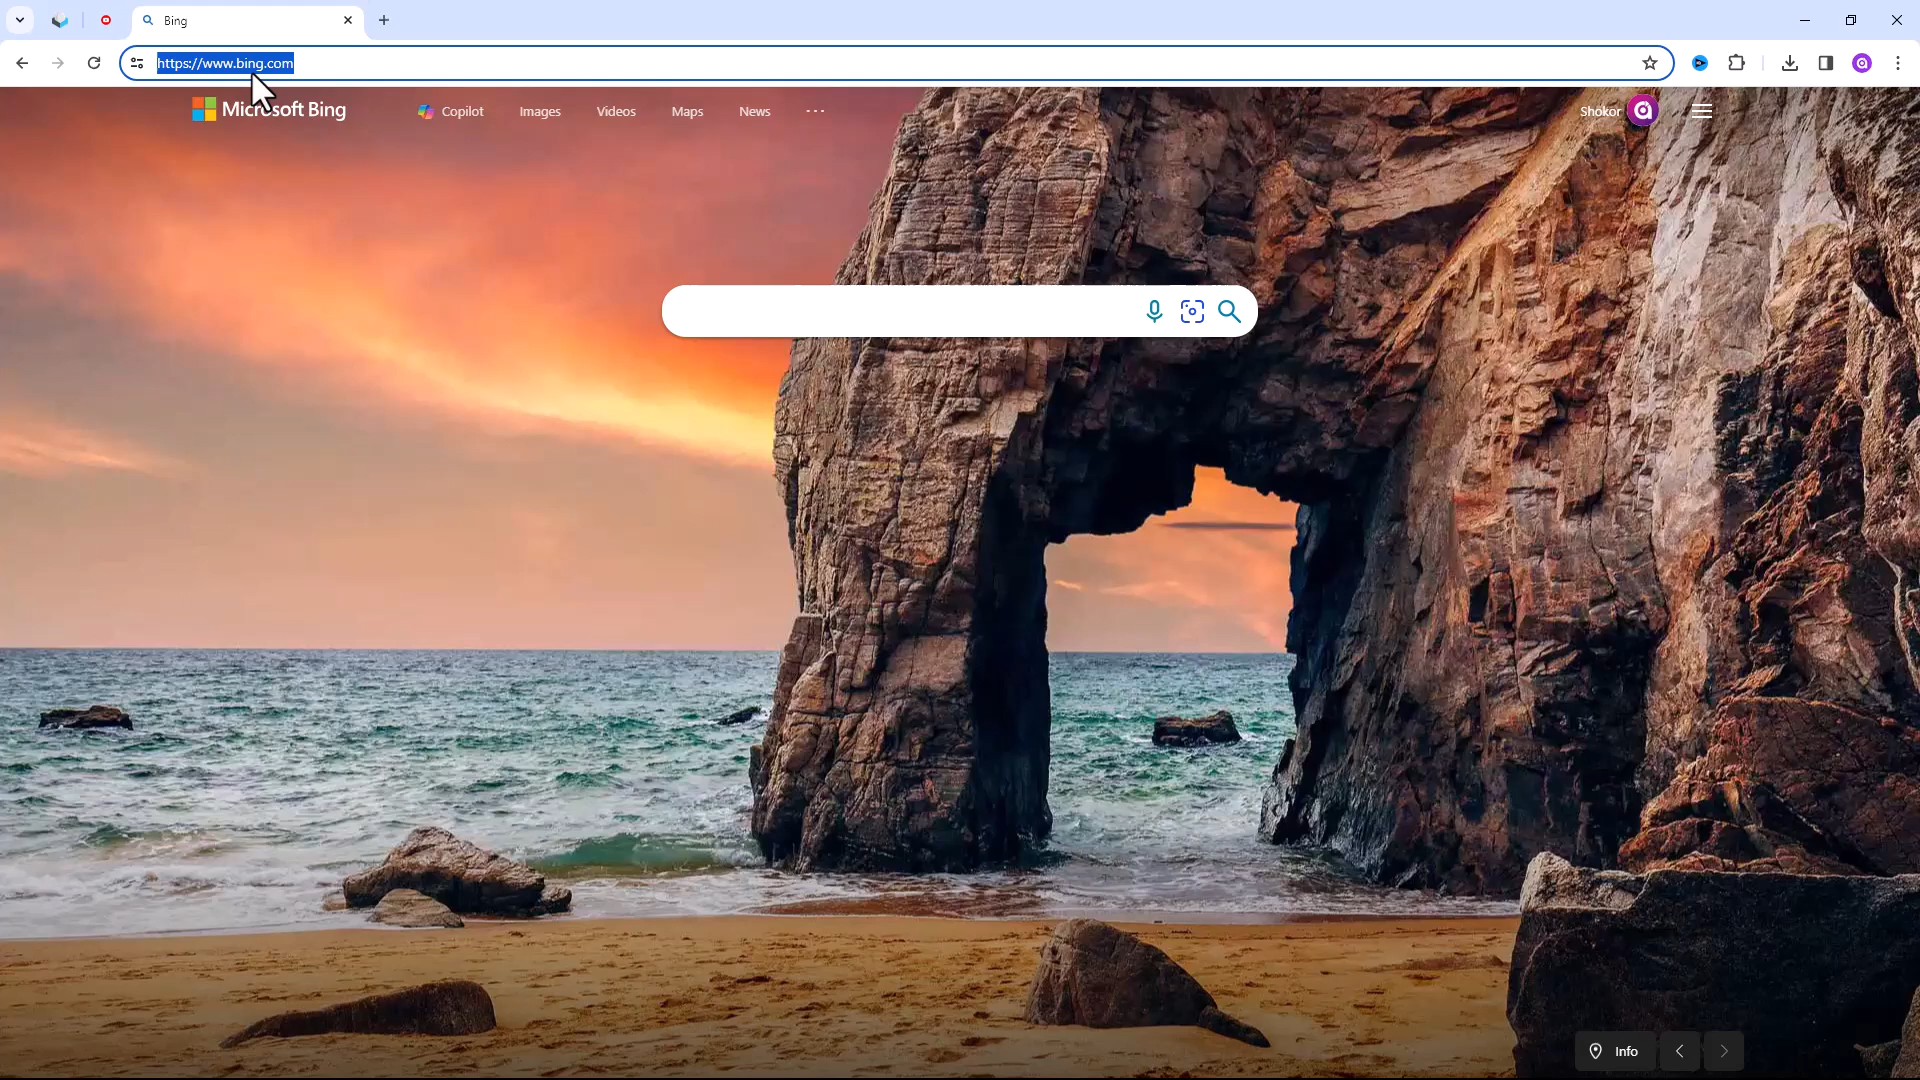 Bing
https://www.bing.com
Microsoft Bing
Copilot
Images
Videos
Maps
News
Shokor
Info